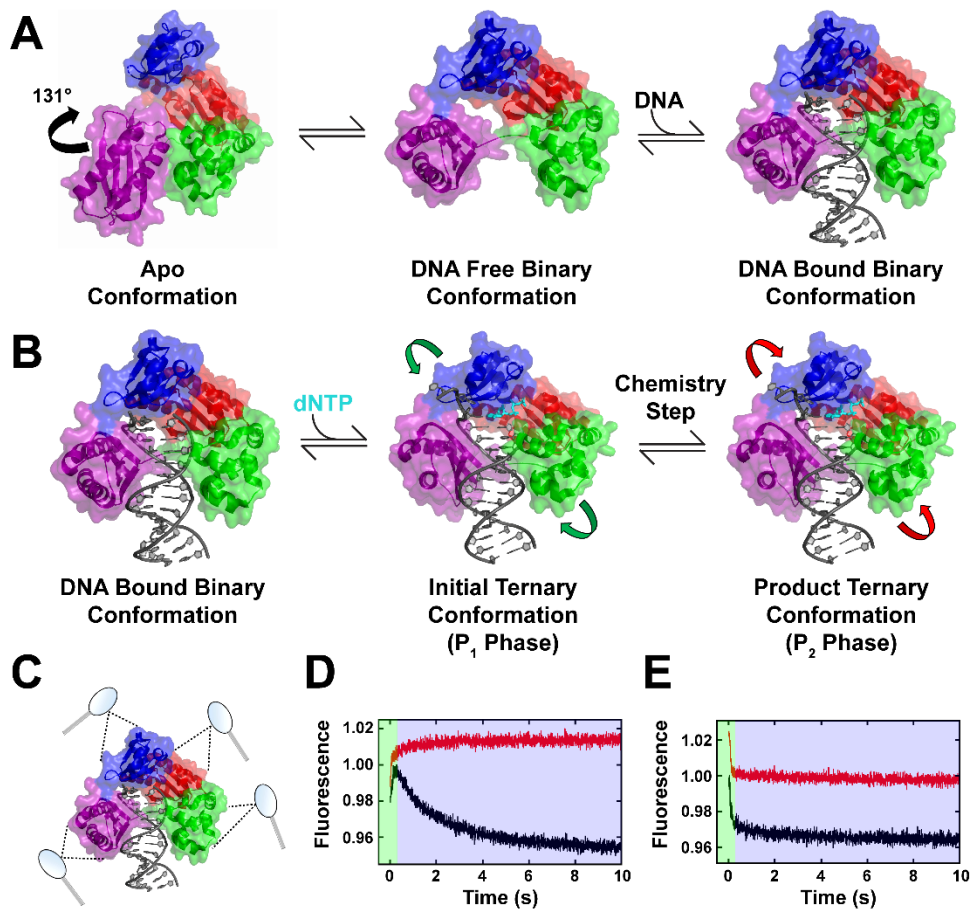 A
131°
DNA
Apo
Conformation
DNA Free Binary
Conformation
DNA Bound Binary
Conformation
B
dNTP
Chemistry
Step
DNA Bound Binary
Conformation
Initial Ternary
Conformation
(P₁ Phase)
Product Ternary
Conformation
(P₂ Phase)
C
D
Fluorescence
1.02
1.00
0.98
0.96
0 2 4 6 8 10
Time (s)
E
Fluorescence
1.02
1.00
0.98
0.96
0 2 4 6 8 10
Time (s)